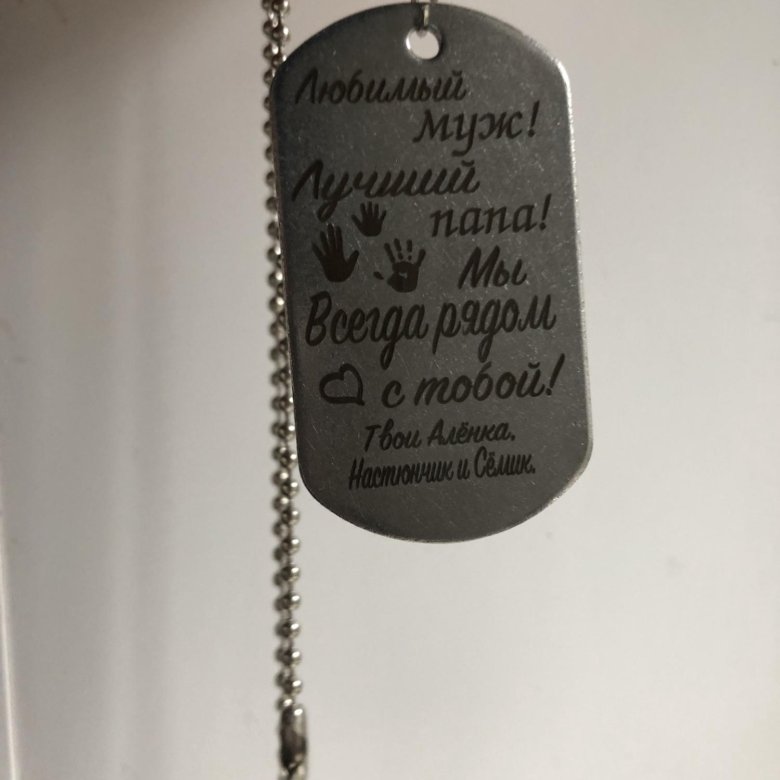 Любимый
муж!
Лучший
папа!
Мы
Всегда рядом
с тобой!
Твои Алёнка,
Настюнчик и Сёмик.